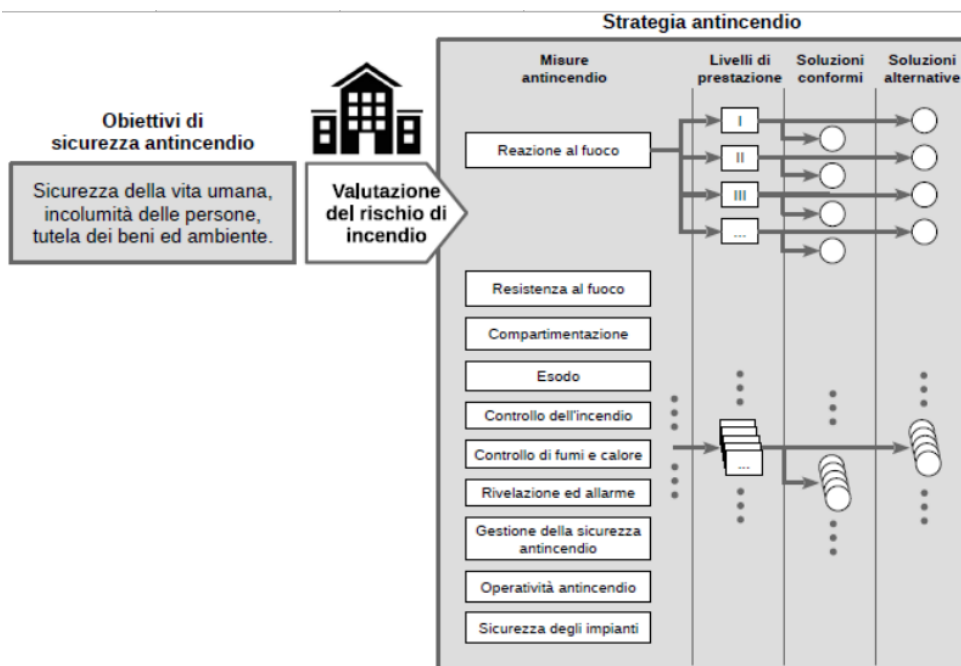 Strategia antincendio
Misure
antincendio
Livelli di
prestazione
Soluzioni
conformi
Soluzioni
alternative
Obiettivi di
sicurezza antincendio
Sicurezza della vita umana,
incolumità delle persone,
tutela dei beni ed ambiente.
Valutazione
del rischio di
incendio
Reazione al fuoco
I
II
III
...
Resistenza al fuoco
Compartimentazione
Esodo
Controllo dell'incendio
Controllo di fumi e calore
...
Rivelazione ed allarme
Gestione della sicurezza
antincendio
Operatività antincendio
Sicurezza degli impianti